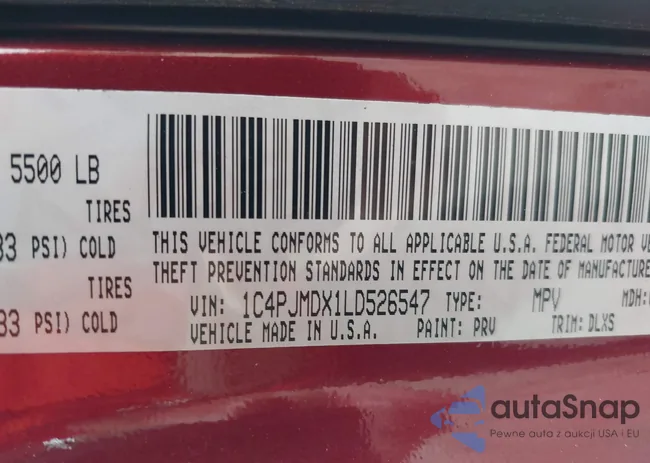 5500 LB
TIRES
33 PSI) COLD
TIRES
33 PSI) COLD
THIS VEHICLE CONFORMS TO ALL APPLICABLE U.S.A. FEDERAL MOTOR VE
THEFT PREVENTION STANDARDS IN EFFECT ON THE DATE OF MANUFACTURE
VIN: 1C4PJMDX1LD526547 TYPE: MPV MDH:
VEHICLE MADE IN U.S.A. PAINT: PRV TRIM: DLXS
autaSnap
Pewne auta z aukcji USA i EU